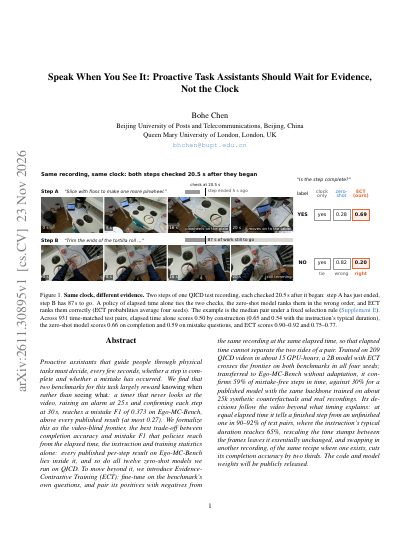 Speak When You See It: Proactive Task Assistants Should Wait for Evidence,
Not the Clock
Bohe Chen
Beijing University of Posts and Telecommunications, Beijing, China
Queen Mary University of London, London, UK
bhchen@bupt.edu.cn
arXiv:2611.30895v1 [cs.CV] 23 Nov 2026
Same recording, same clock: both steps checked 20.5 s after they began
"Is the step complete?"
check at 20.5 s
Step A "Slice with floss to make one more pinwheel."
step ended 5 s ago
label
clock
only
zero-
shot
ECT
(ours)
YES
yes
0.28
0.69
Step B "Trim the ends of the tortilla roll ..."
87 s of work still to go
NO
yes
0.82
0.20
tie
wrong
right
Figure 1. Same clock, different evidence. Two steps of one QICD test recording, each checked 20.5 s after it began: step A has just ended,
step B has 87 s to go. A policy of elapsed time alone ties the two checks, the zero-shot model ranks them in the wrong order, and ECT
ranks them correctly (ECT probabilities average four seeds); the example is the median pair under a fixed selection rule (Supplement E).
Across 931 time-matched test pairs, elapsed time alone scores 0.50 by construction (0.65 and 0.54 with the instruction's typical duration),
the zero-shot model scores 0.66 on completion and 0.59 on mistake questions, and ECT scores 0.90–0.92 and 0.75–0.77.
Abstract
Proactive assistants that guide people through physical
tasks must decide, every few seconds, whether a step is com-
plete and whether a mistake has occurred. We find that
two benchmarks for this task largely reward knowing when
rather than seeing what: a timer that never looks at the
video, raising an alarm at 23 s and confirming each step
at 30 s, reaches a mistake F1 of 0.373 on Ego-MC-Bench,
above every published result (at most 0.27). We formalize
this as the video-blind frontier, the best trade-off between
completion accuracy and mistake F1 that policies reach
from the elapsed time, the instruction and training statistics
alone: every published per-step result on Ego-MC-Bench
lies inside it, and so do all twelve zero-shot models we
run on QICD. To move beyond it, we introduce Evidence-
Contrastive Training (ECT): fine-tune on the benchmark's
own questions, and pair its positives with negatives from
the same recording at the same elapsed time, so that elapsed
time cannot separate the two sides of a pair. Trained on 209
QICD videos in about 15 GPU-hours, a 2B model with ECT
crosses the frontier on both benchmarks in all four seeds;
transferred to Ego-MC-Bench without adaptation, it con-
firms 59% of mistake-free steps in time, against 30% for a
published model with the same backbone trained on about
25k synthetic counterfactuals and real recordings. Its de-
cisions follow the video beyond what timing explains: at
equal elapsed time it tells a finished step from an unfinished
one in 90–92% of test pairs, where the instruction's typical
duration reaches 65%, rescaling the time stamps between
the frames leaves it essentially unchanged, and swapping in
another recording, of the same recipe where one exists, cuts
its completion accuracy by two thirds. The code and model
weights will be publicly released.
1